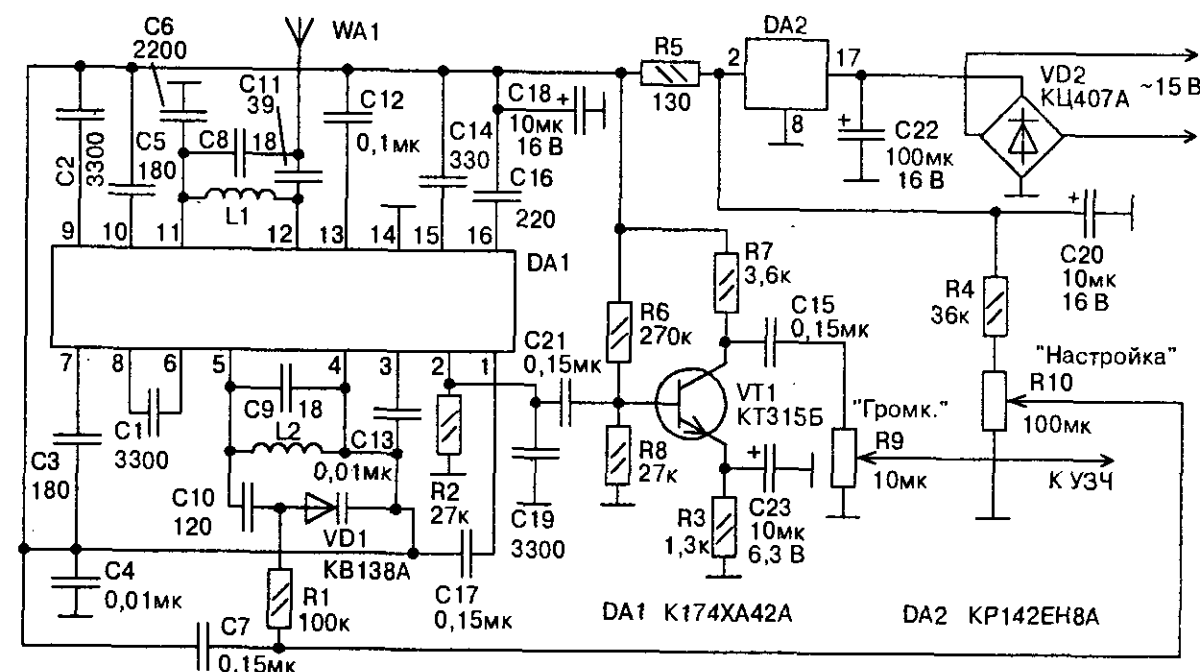 C6
2200
WA1
DA2
R5
2
17
130
8
VD2
КЦ407А
~15 В
C2
3300
C5
180
C11
39
C8
18
L1
C12
0,1мк
C14
330
C18
10мк
16 В
C16
220
C22
100мк
16 В
C20
10мк
16 В
9
10
11
12
13
14
15
16
DA1
R7
3,6к
R6
270к
C15
0,15мк
R4
36к
"Настройка"
R10
100мк
7
8
6
5
4
3
2
1
C21
0,15мк
C9
18
L2
C1
3300
C3
180
C13
0,01мк
C10
120
VD1
КВ138А
R2
27к
C19
3300
R8
27к
VT1
КТ315Б
"Громк."
R9
10мк
К УЗЧ
R3
1,3к
C23
10мк
6,3 В
C4
0,01мк
R1
100к
C17
0,15мк
C7
0,15мк
DA1 К174ХА42А
DA2 КР142ЕН8А